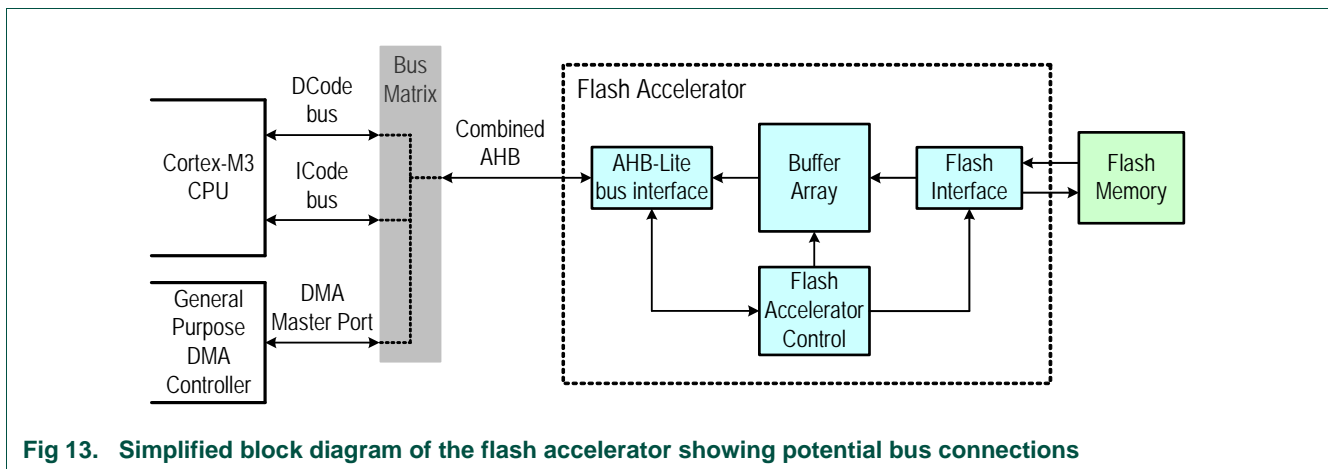 DCode
bus
Bus
Matrix
Cortex-M3
CPU
ICode
bus
Combined
AHB
General
Purpose
DMA
Controller
DMA
Master Port
Flash Accelerator
AHB-Lite
bus interface
Buffer
Array
Flash
Interface
Flash
Memory
Flash
Accelerator
Control
Fig 13. Simplified block diagram of the flash accelerator showing potential bus connections